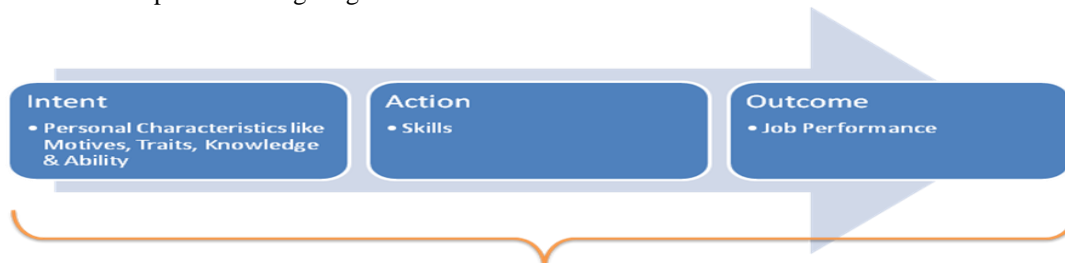 Intent
• Personal Characteristics like
Motives, Traits, Knowledge
& Ability
Action
• Skills
Outcome
• Job Performance